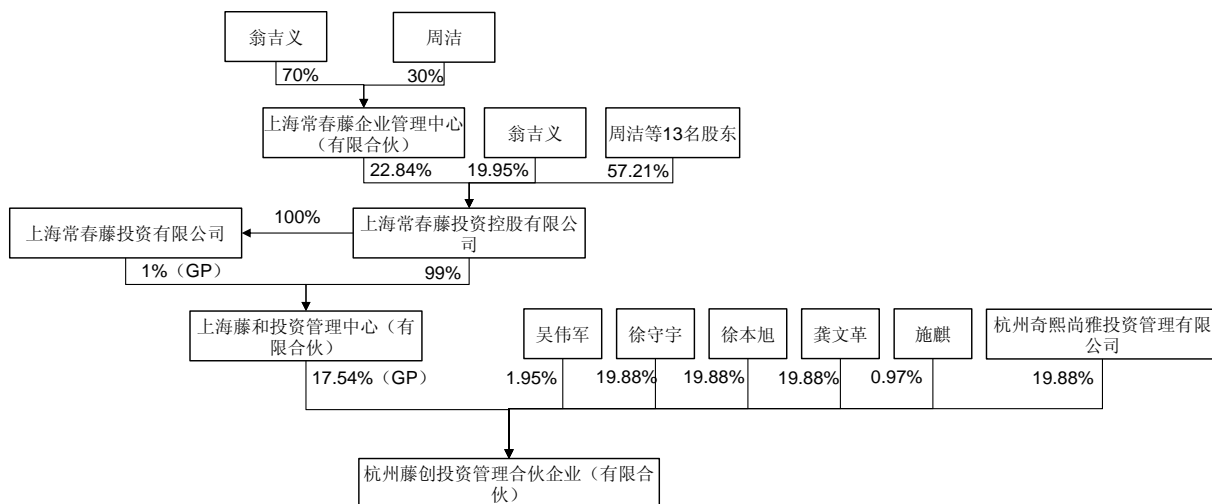 翁吉义
周洁
70%
30%
上海常春藤企业管理中心
（有限合伙）
翁吉义
周洁等13名股东
22.84%
19.95%
57.21%
上海常春藤投资有限公司
100%
上海常春藤投资控股有限公
司
1%（GP）
99%
上海藤和投资管理中心（有
限合伙）
吴伟军
徐守宇
徐本旭
龚文革
施麒
杭州奇熙尚雅投资管理有限
公司
17.54%（GP）
1.95%
19.88%
19.88%
19.88%
0.97%
19.88%
杭州藤创投资管理合伙企业（有限合
伙）